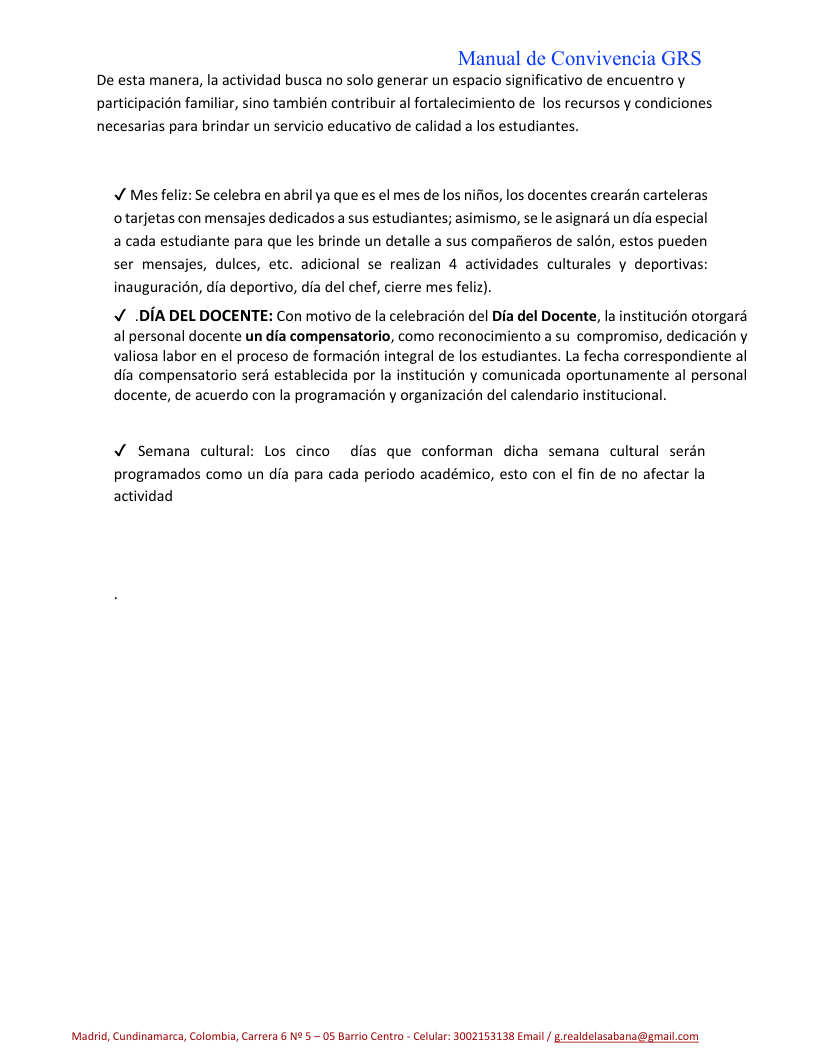 Manual de Convivencia GRS
De esta manera, la actividad busca no solo generar un espacio significativo de encuentro y
participación familiar, sino también contribuir al fortalecimiento de  los recursos y condiciones
necesarias para brindar un servicio educativo de calidad a los estudiantes.
✓ Mes feliz: Se celebra en abril ya que es el mes de los niños, los docentes crearán carteleras
o tarjetas con mensajes dedicados a sus estudiantes; asimismo, se le asignará un día especial
a cada estudiante para que les brinde un detalle a sus compañeros de salón, estos pueden
ser mensajes, dulces, etc. adicional se realizan 4 actividades culturales y deportivas:
inauguración, día deportivo, día del chef, cierre mes feliz).
✓ .DÍA DEL DOCENTE: Con motivo de la celebración del Día del Docente, la institución otorgará
al personal docente un día compensatorio, como reconocimiento a su  compromiso, dedicación y
valiosa labor en el proceso de formación integral de los estudiantes. La fecha correspondiente al
día compensatorio será establecida por la institución y comunicada oportunamente al personal
docente, de acuerdo con la programación y organización del calendario institucional.
✓ Semana cultural: Los cinco  días que conforman dicha semana cultural serán
programados como un día para cada periodo académico, esto con el fin de no afectar la
actividad
.
Madrid, Cundinamarca, Colombia, Carrera 6 Nº 5 – 05 Barrio Centro - Celular: 3002153138 Email / g.realdelasabana@gmail.com